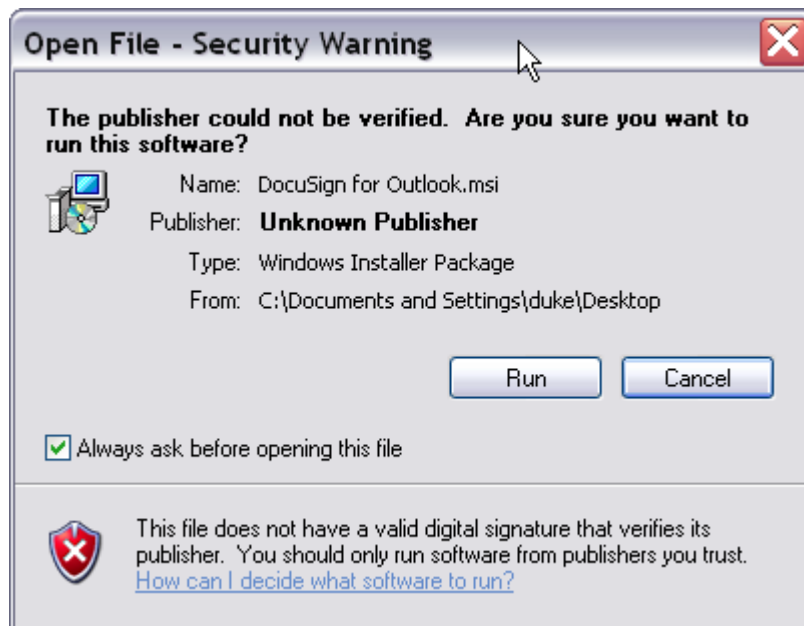 Open File - Security Warning
The publisher could not be verified.  Are you sure you want to
run this software?
Name: DocuSign for Outlook.msi
Publisher: Unknown Publisher
Type: Windows Installer Package
From: C:\Documents and Settings\duke\Desktop
Run Cancel
Always ask before opening this file
This file does not have a valid digital signature that verifies its
publisher.  You should only run software from publishers you trust.
How can I decide what software to run?